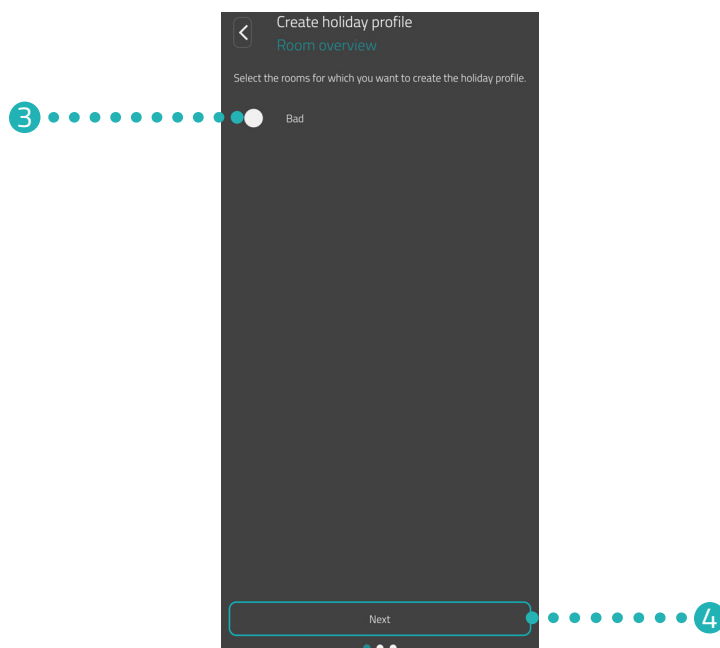 Create holiday profile
Room overview
Select the rooms for which you want to create the holiday profile.
3
Bad
Next
4